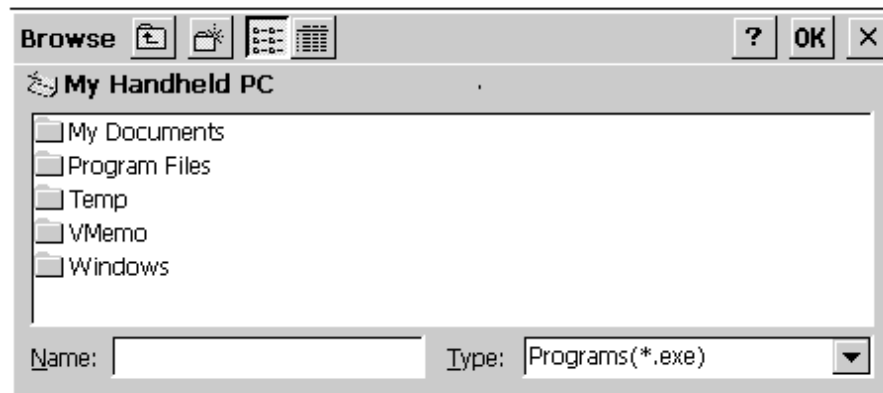 Browse ? OK ×
My Handheld PC
My Documents
Program Files
Temp
VMemo
Windows
Name: Type: Programs(*.exe)